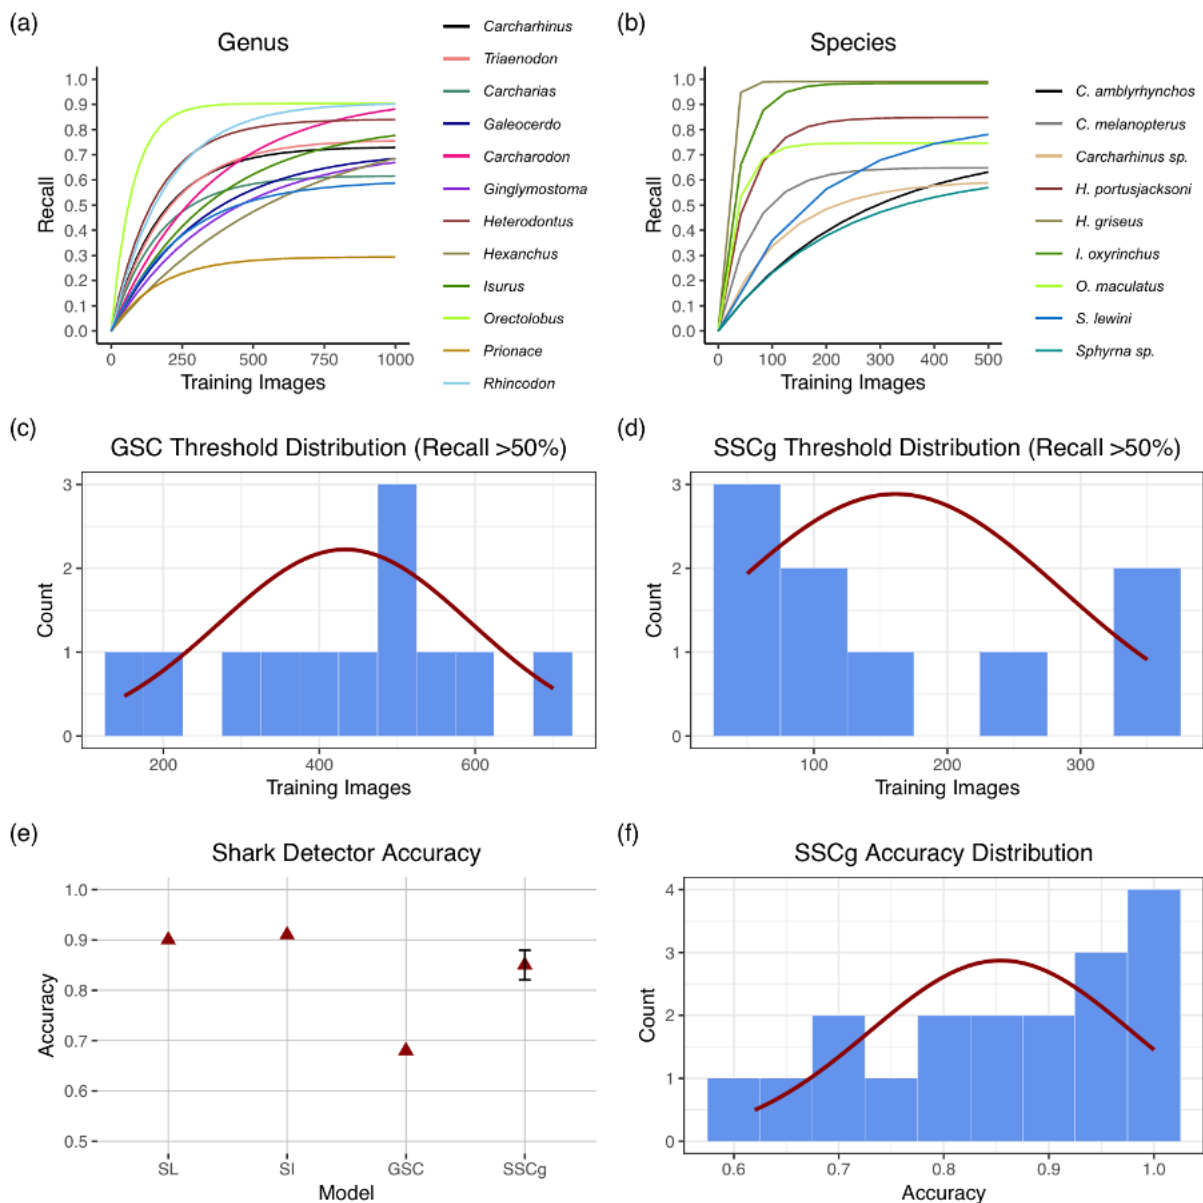 (a)
Genus
1.0
0.9
0.8
0.7
0.6
0.5
0.4
0.3
0.2
0.1
0.0
Recall
0 250 500 750 1000
Training Images
Carcharhinus
Triaenodon
Carcharias
Galeocerdo
Carcharodon
Ginglymostoma
Heterodontus
Hexanchus
Isurus
Orectolobus
Prionace
Rhincodon
(b)
Species
1.0
0.9
0.8
0.7
0.6
0.5
0.4
0.3
0.2
0.1
0.0
Recall
0 100 200 300 400 500
Training Images
C. amblyrhynchos
C. melanopterus
Carcharhinus sp.
H. portusjacksoni
H. griseus
I. oxyrinchus
O. maculatus
S. lewini
Sphyrna sp.
(c)
GSC Threshold Distribution (Recall >50%)
3
2
1
0
Count
200 400 600
Training Images
(d)
SSCg Threshold Distribution (Recall >50%)
3
2
1
0
Count
100 200 300
Training Images
(e)
Shark Detector Accuracy
1.0
0.9
0.8
0.7
0.6
0.5
Accuracy
SL SI GSC SSCg
Model
(f)
SSCg Accuracy Distribution
4
3
2
1
0
Count
0.6 0.7 0.8 0.9 1.0
Accuracy